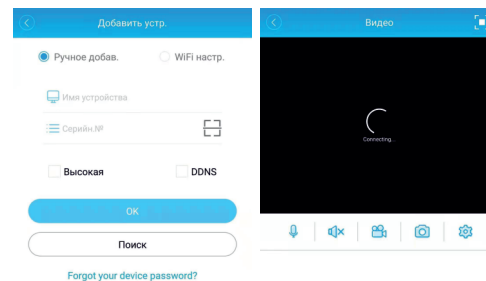 Добавить устр.
Ручное добав.
WiFi настр.
Имя устройства
Серийн.№
Высокая
DDNS
OK
Поиск
Forgot your device password?
Видео
Connecting...